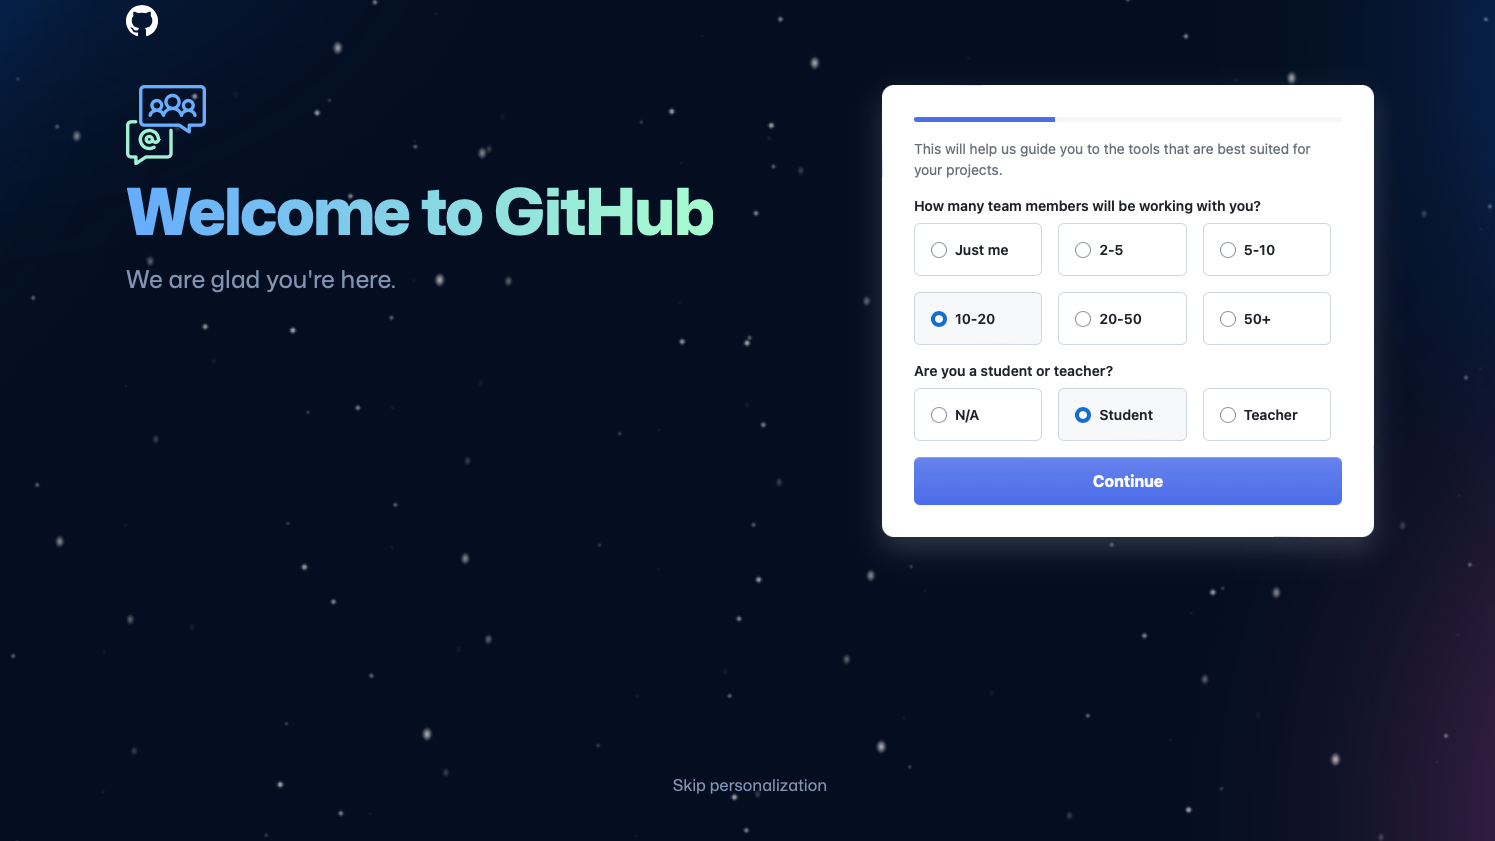 Welcome to GitHub
We are glad you're here.
This will help us guide you to the tools that are best suited for
your projects.
How many team members will be working with you?
Just me
2-5
5-10
10-20
20-50
50+
Are you a student or teacher?
N/A
Student
Teacher
Continue
Skip personalization